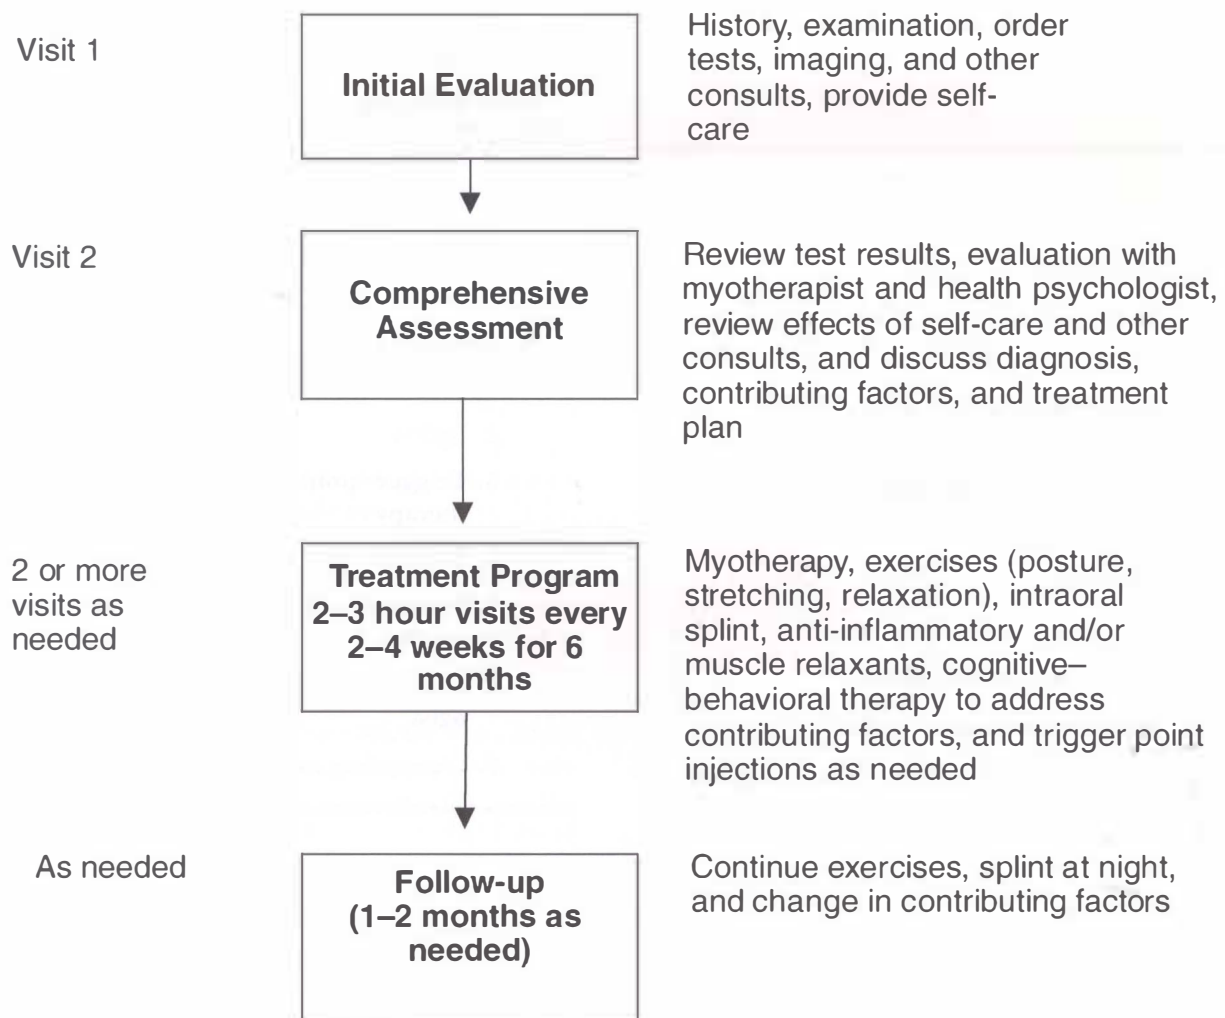 Visit 1
Initial Evaluation
History, examination, order
tests, imaging, and other
consults, provide self-
care
Visit 2
Comprehensive
Assessment
Review test results, evaluation with
myotherapist and health psychologist,
review effects of self-care and other
consults, and discuss diagnosis,
contributing factors, and treatment
plan
2 or more
visits as
needed
Treatment Program
2–3 hour visits every
2–4 weeks for 6
months
Myotherapy, exercises (posture,
stretching, relaxation), intraoral
splint, anti-inflammatory and/or
muscle relaxants, cognitive–
behavioral therapy to address
contributing factors, and trigger point
injections as needed
As needed
Follow-up
(1–2 months as
needed)
Continue exercises, splint at night,
and change in contributing factors